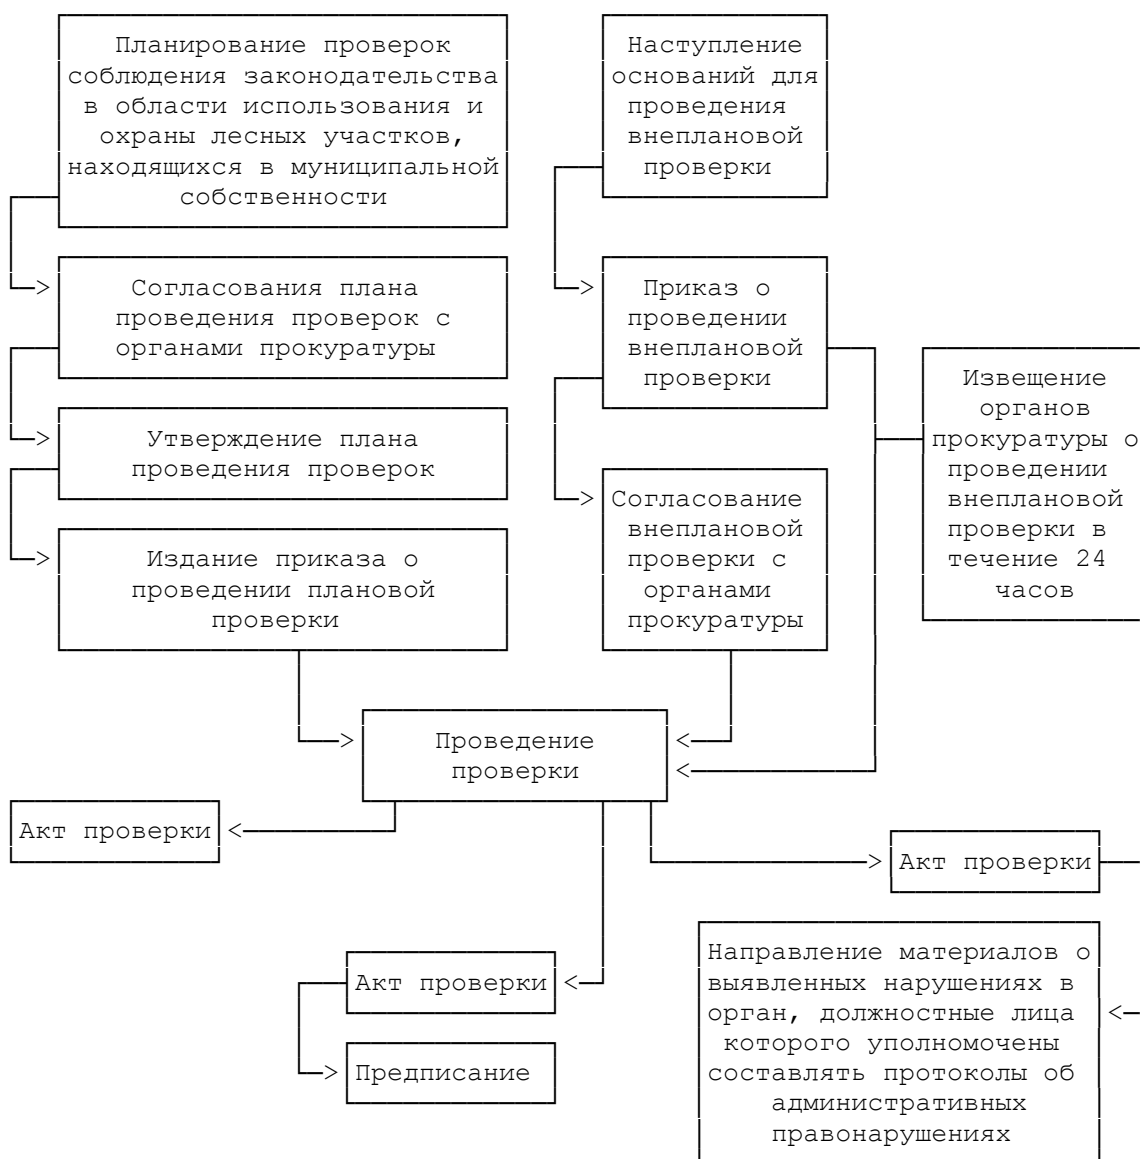 Планирование проверок
соблюдения законодательства
в области использования и
охраны лесных участков,
находящихся в муниципальной
собственности
Наступление
оснований для
проведения
внеплановой
проверки
Согласования плана
проведения проверок с
органами прокуратуры
Приказ о
проведении
внеплановой
проверки
Извещение
органов
прокуратуры о
проведении
внеплановой
проверки в
течение 24
часов
Утверждение плана
проведения проверок
Согласование
внеплановой
проверки с
органами
прокуратуры
Издание приказа о
проведении плановой
проверки
Проведение
проверки
Акт проверки
Акт проверки
Акт проверки
Предписание
Направление материалов о
выявленных нарушениях в
орган, должностные лица
которого уполномочены
составлять протоколы об
административных
правонарушениях